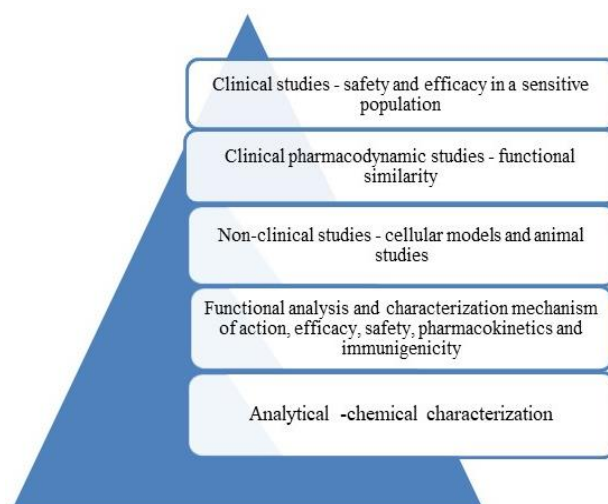 Clinical studies - safety and efficacy in a sensitive
population
Clinical pharmacodynamic studies - functional
similarity
Non-clinical studies - cellular models and animal
studies
Functional analysis and characterization mechanism
of action, efficacy, safety, pharmacokinetics and
immunigenicity
Analytical -chemical characterization